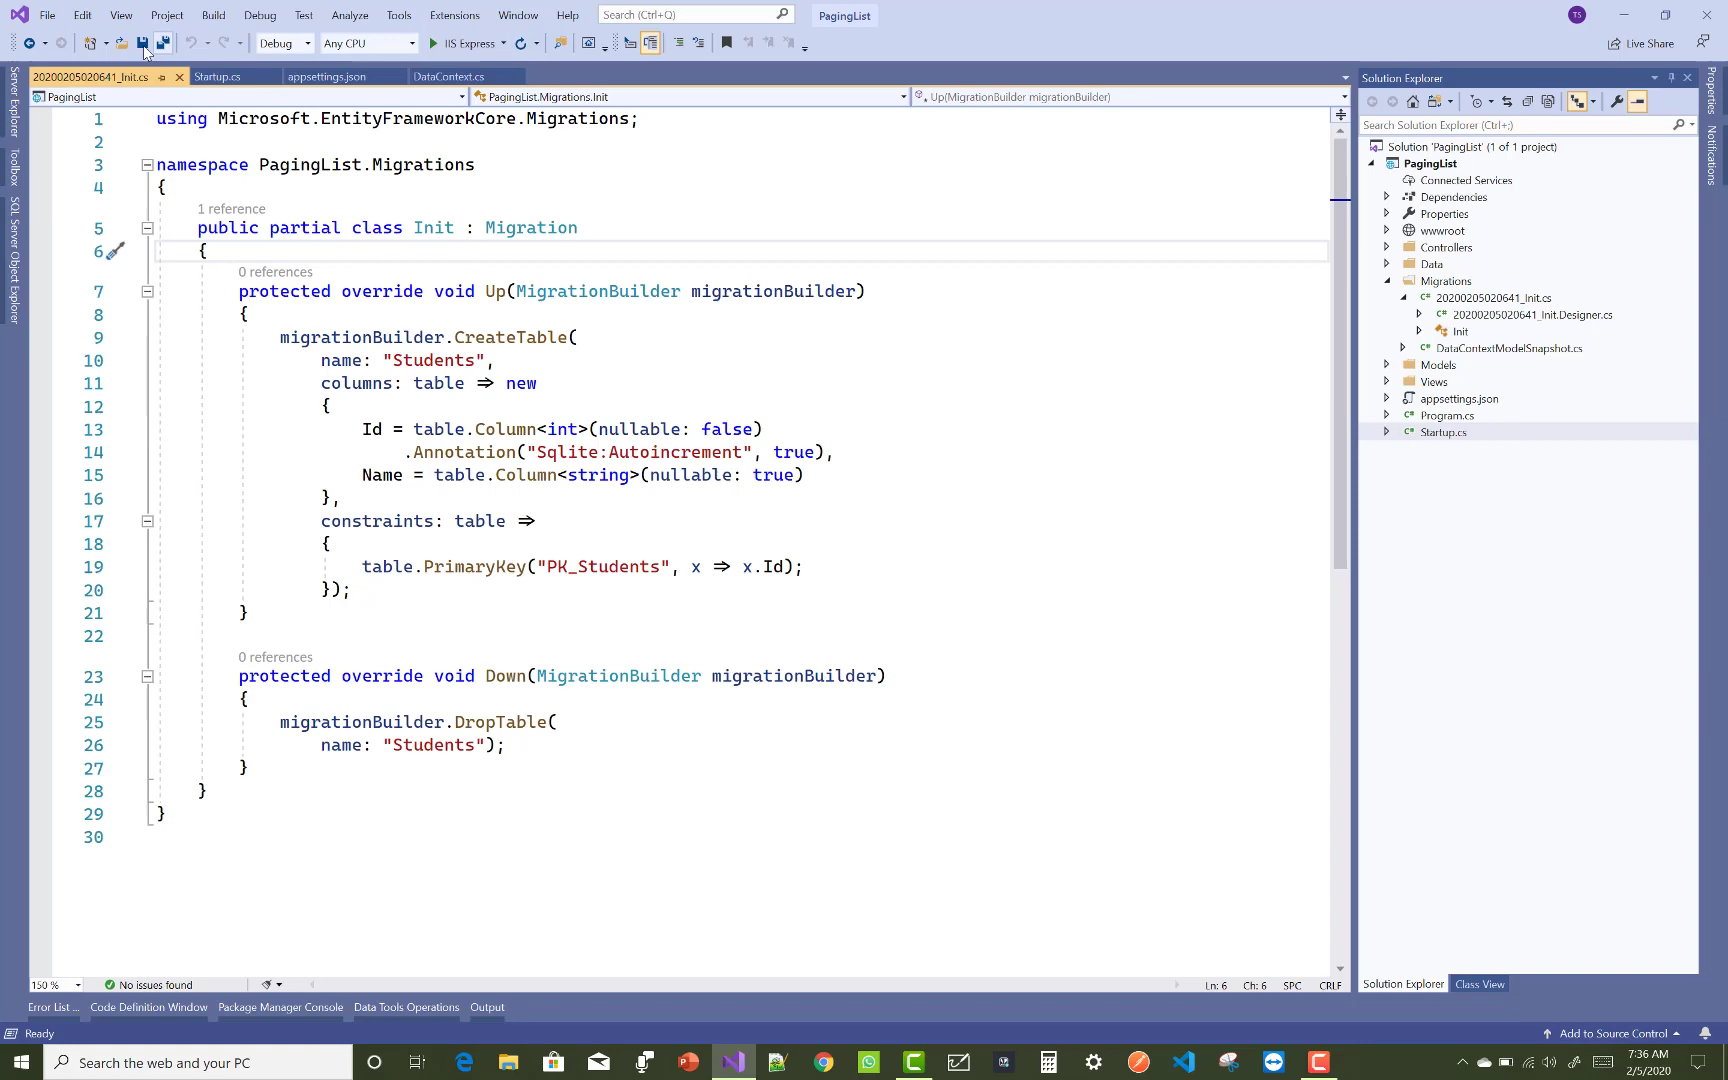 File Edit View Project Build Debug Test Analyze Tools Extensions Window Help Search (Ctrl+Q) PagingList TS
Debug Any CPU IIS Express Live Share
20200205020641_Init.cs Startup.cs appsettings.json DataContext.cs
PagingList PagingList.Migrations.Init Up(MigrationBuilder migrationBuilder)
Server Explorer
Toolbox
SQL Server Object Explorer
1 using Microsoft.EntityFrameworkCore.Migrations;
2
3 namespace PagingList.Migrations
4 {
1 reference
5 public partial class Init : Migration
6 {
0 references
7 protected override void Up(MigrationBuilder migrationBuilder)
8 {
9 migrationBuilder.CreateTable(
10 name: "Students",
11 columns: table => new
12 {
13 Id = table.Column<int>(nullable: false)
14 .Annotation("Sqlite:Autoincrement", true),
15 Name = table.Column<string>(nullable: true)
16 },
17 constraints: table =>
18 {
19 table.PrimaryKey("PK_Students", x => x.Id);
20 });
21 }
22
0 references
23 protected override void Down(MigrationBuilder migrationBuilder)
24 {
25 migrationBuilder.DropTable(
26 name: "Students");
27 }
28 }
29 }
30
150 % No issues found Ln: 6 Ch: 6 SPC CRLF
Solution Explorer
Search Solution Explorer (Ctrl+;)
Solution 'PagingList' (1 of 1 project)
PagingList
Connected Services
Dependencies
Properties
wwwroot
Controllers
Data
Migrations
20200205020641_Init.cs
20200205020641_Init.Designer.cs
Init
DataContextModelSnapshot.cs
Models
Views
appsettings.json
Program.cs
Startup.cs
Solution Explorer Class View
Properties
Notifications
Error List ... Code Definition Window Package Manager Console Data Tools Operations Output
Ready Add to Source Control
Search the web and your PC
7:36 AM
2/5/2020